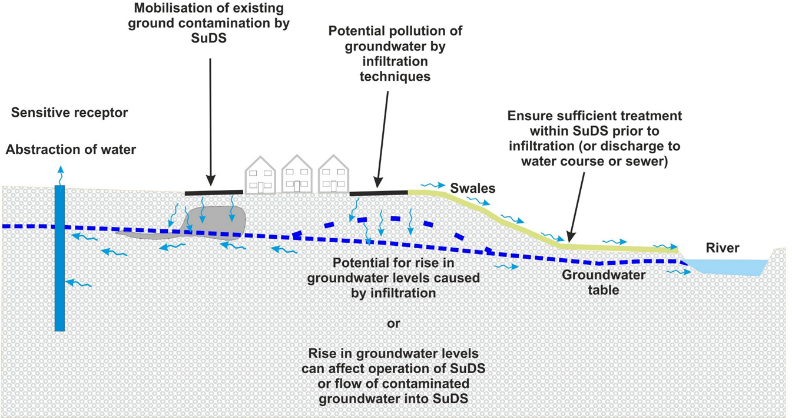 Mobilisation of existing
ground contamination by
SuDS
Potential pollution of
groundwater by
infiltration
techniques
Sensitive receptor
Abstraction of water
Ensure sufficient treatment
within SuDS prior to
infiltration (or discharge to
water course or sewer)
Swales
River
Groundwater
table
Potential for rise in
groundwater levels caused
by infiltration
or
Rise in groundwater levels
can affect operation of SuDS
or flow of contaminated
groundwater into SuDS